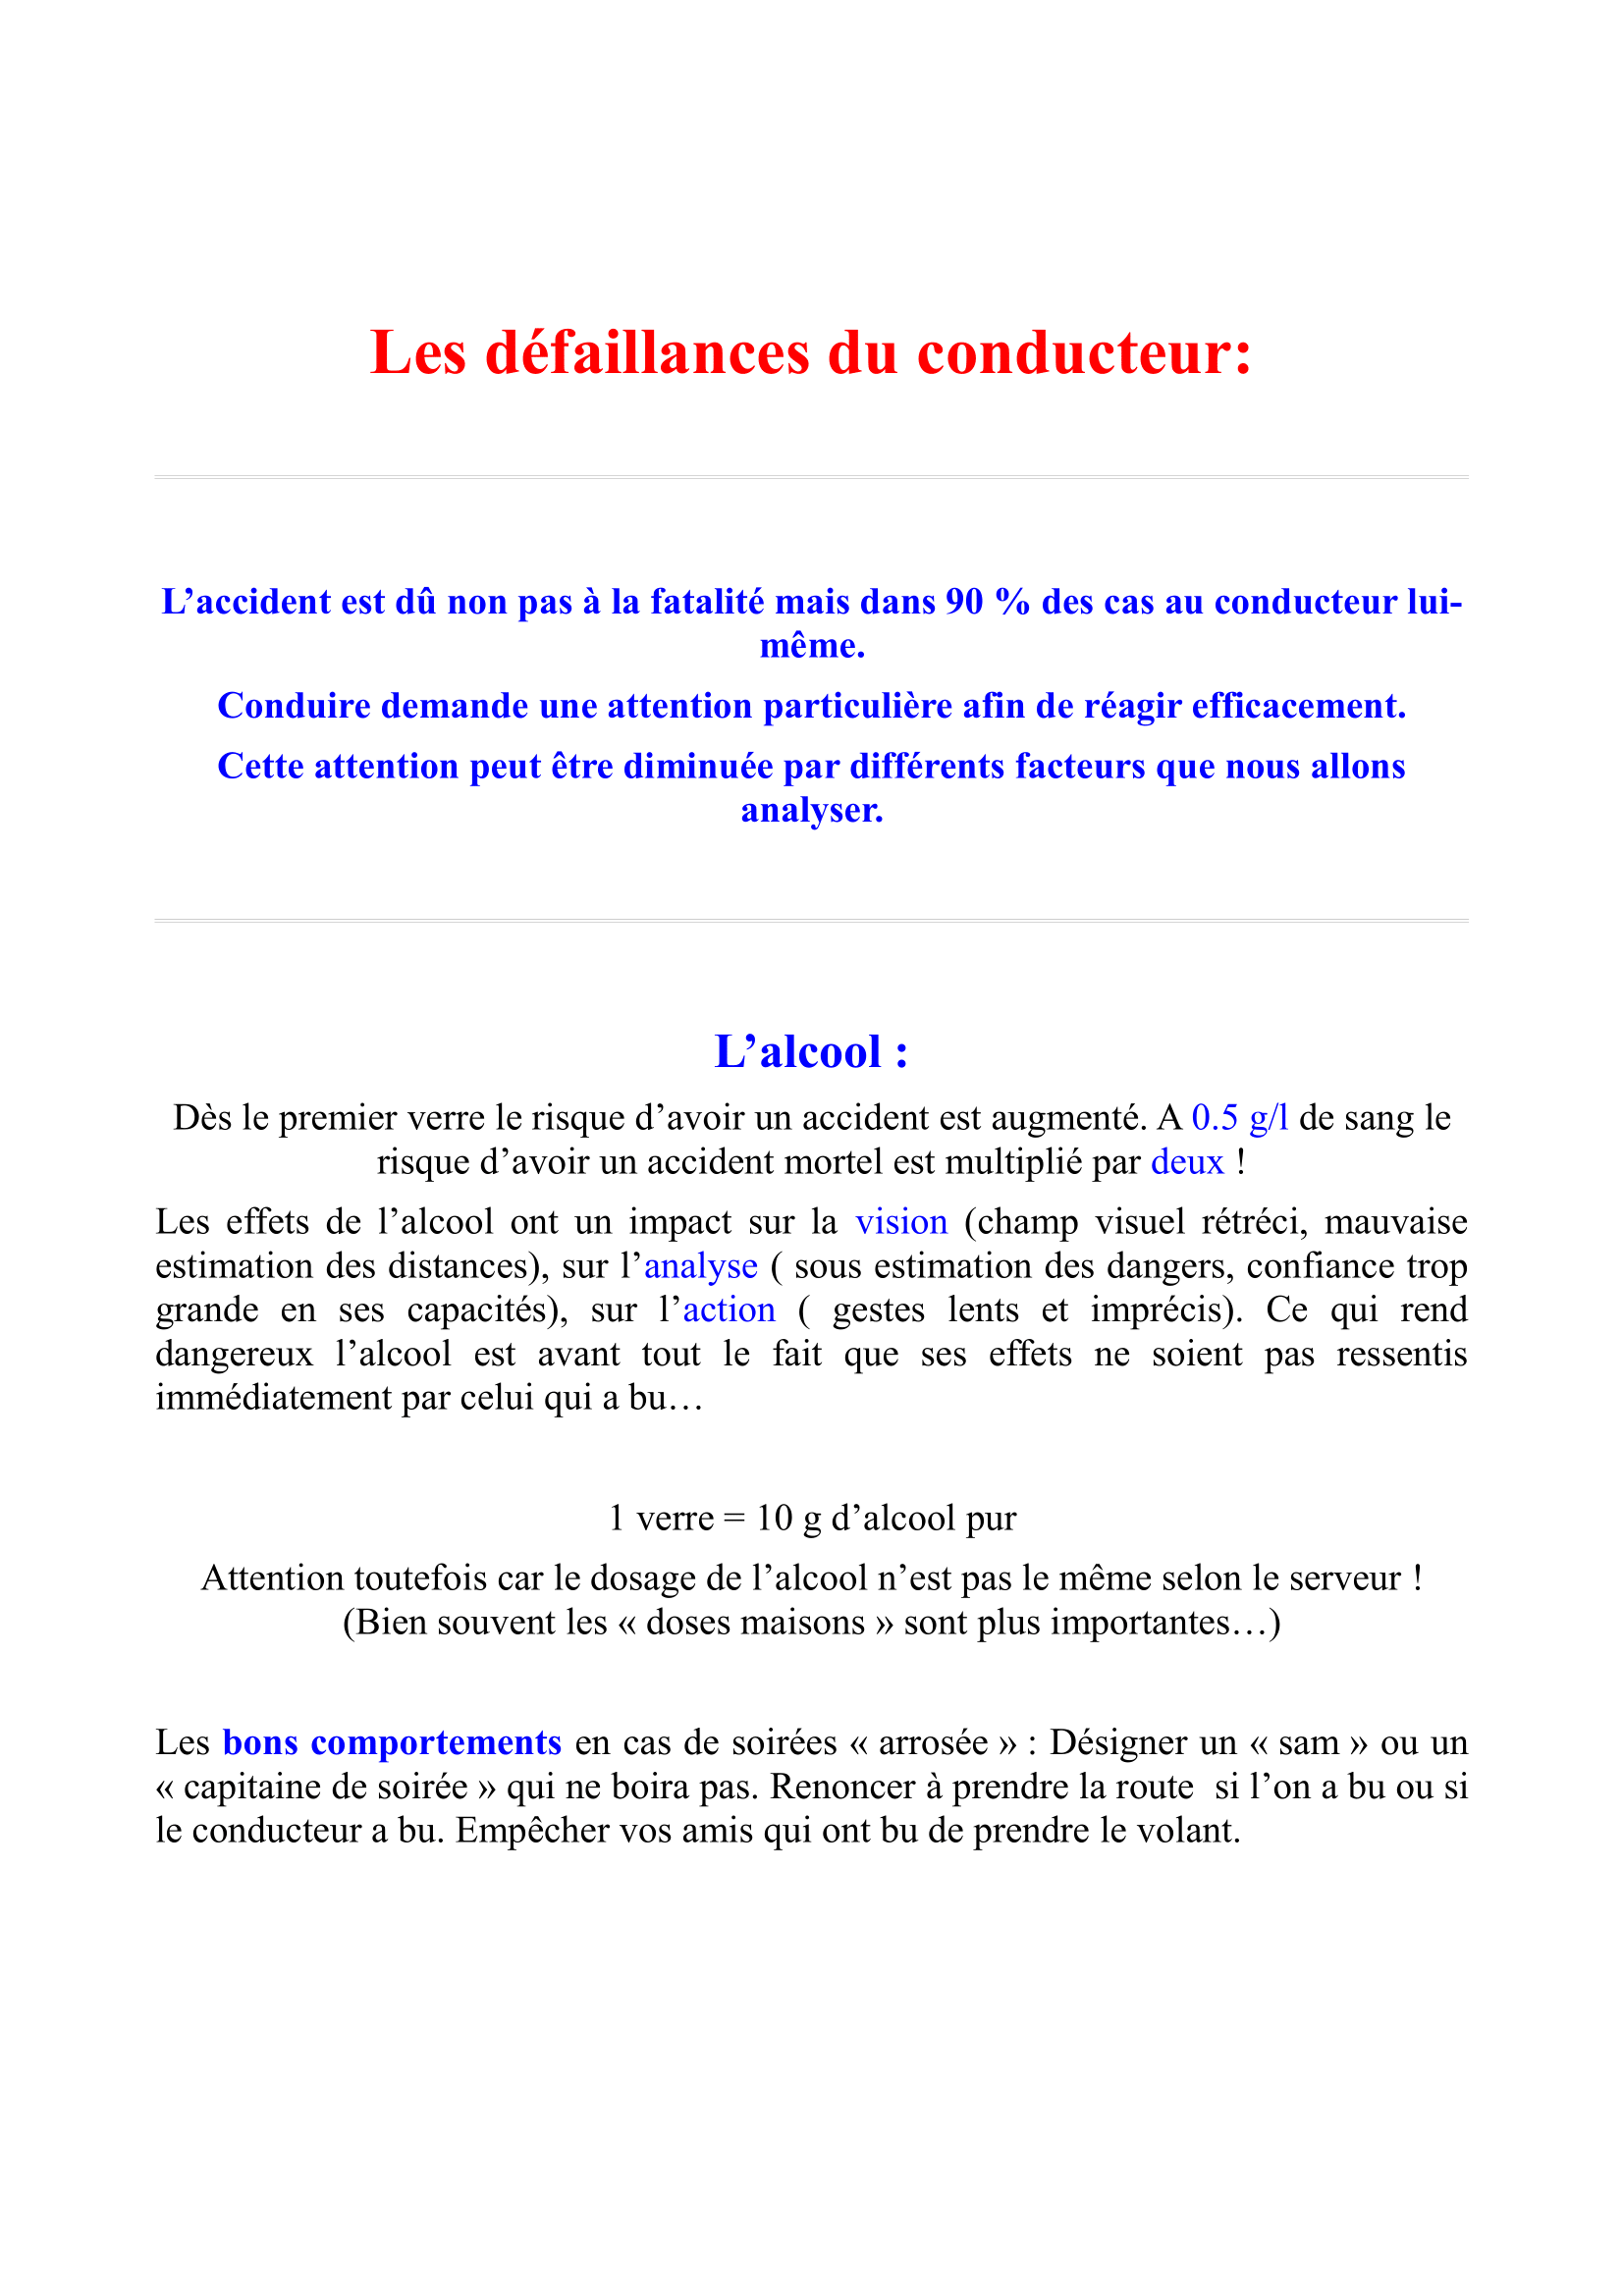 Les défaillances du conducteur:
L’accident est dû non pas à la fatalité mais dans 90 % des cas au conducteur lui-
même.
Conduire demande une attention particulière afin de réagir efficacement.
Cette attention peut être diminuée par différents facteurs que nous allons
analyser.
L’alcool :
Dès le premier verre le risque d’avoir un accident est augmenté. A 0.5 g/l de sang le
risque d’avoir un accident mortel est multiplié par deux !
Les effets de l’alcool ont un impact sur la vision (champ visuel rétréci, mauvaise
estimation des distances), sur l’analyse ( sous estimation des dangers, confiance trop
grande en ses capacités), sur l’action ( gestes lents et imprécis). Ce qui rend
dangereux l’alcool est avant tout le fait que ses effets ne soient pas ressentis
immédiatement par celui qui a bu…
1 verre = 10 g d’alcool pur
Attention toutefois car le dosage de l’alcool n’est pas le même selon le serveur !
(Bien souvent les « doses maisons » sont plus importantes…)
Les bons comportements en cas de soirées « arrosée » : Désigner un « sam » ou un
« capitaine de soirée » qui ne boira pas. Renoncer à prendre la route  si l’on a bu ou si
le conducteur a bu. Empêcher vos amis qui ont bu de prendre le volant.